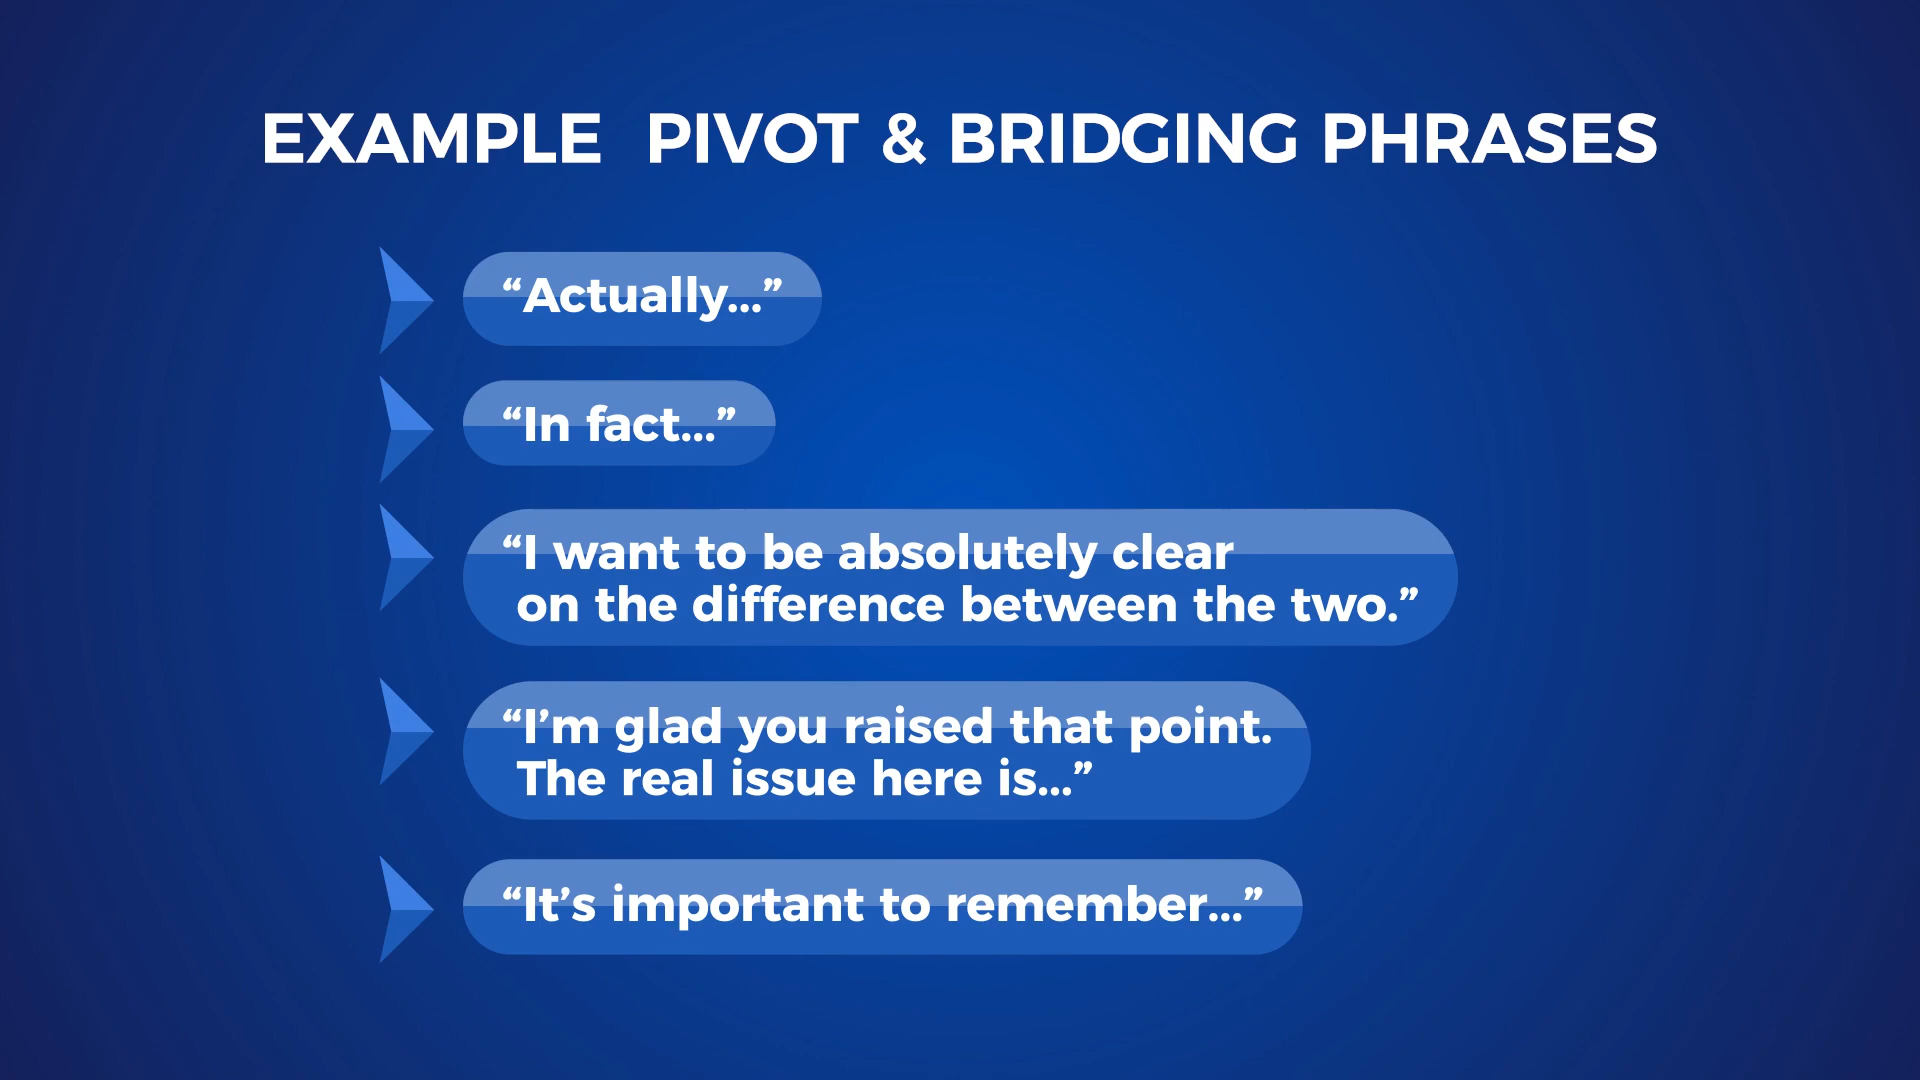 EXAMPLE  PIVOT & BRIDGING PHRASES
“Actually...”
“In fact...”
“I want to be absolutely clear
on the difference between the two.”
“I’m glad you raised that point.
The real issue here is...”
“It’s important to remember...”